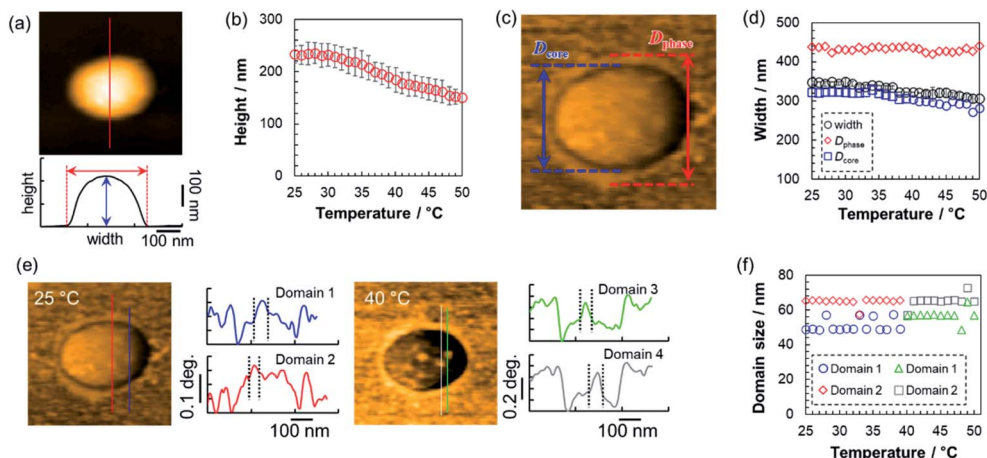 (a)
height
width
100 nm
100 nm
(b)
Height / nm
300
200
100
0
25 30 35 40 45 50
Temperature / °C
(c)
Dcore
Dphase
(d)
Width / nm
500
400
300
200
100
width
Dphase
Dcore
25 30 35 40 45 50
Temperature / °C
(e)
25 °C
Domain 1
Domain 2
0.1 deg.
100 nm
40 °C
Domain 3
Domain 4
0.2 deg.
100 nm
(f)
Domain size / nm
80
60
40
20
0
Domain 1 Domain 1
Domain 2 Domain 2
25 30 35 40 45 50
Temperature / °C